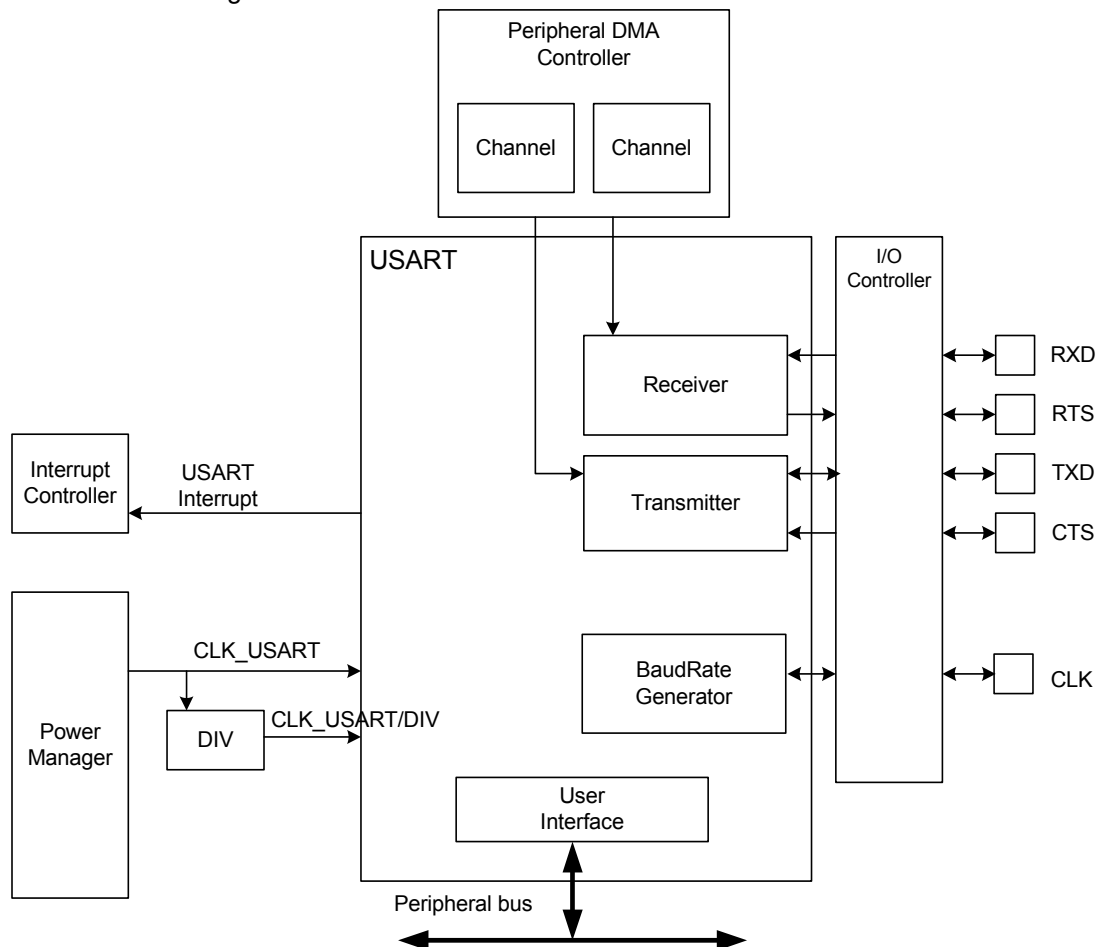 Peripheral DMA
Controller
Channel
Channel
USART
I/O
Controller
Receiver
RXD
RTS
Interrupt
Controller
USART
Interrupt
Transmitter
TXD
CTS
CLK_USART
BaudRate
Generator
CLK
Power
Manager
DIV
CLK_USART/DIV
User
Interface
Peripheral bus